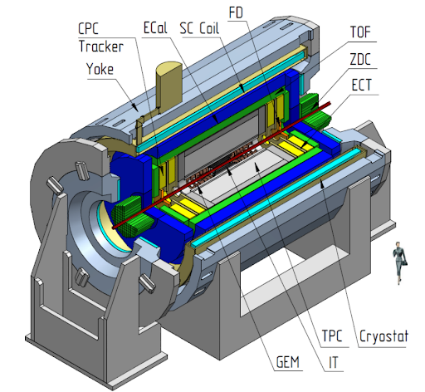 FD
CPC
Tracker
Yoke
ECal
SC Coil
TOF
ZDC
ECT
TPC
Cryostat
GEM
IT